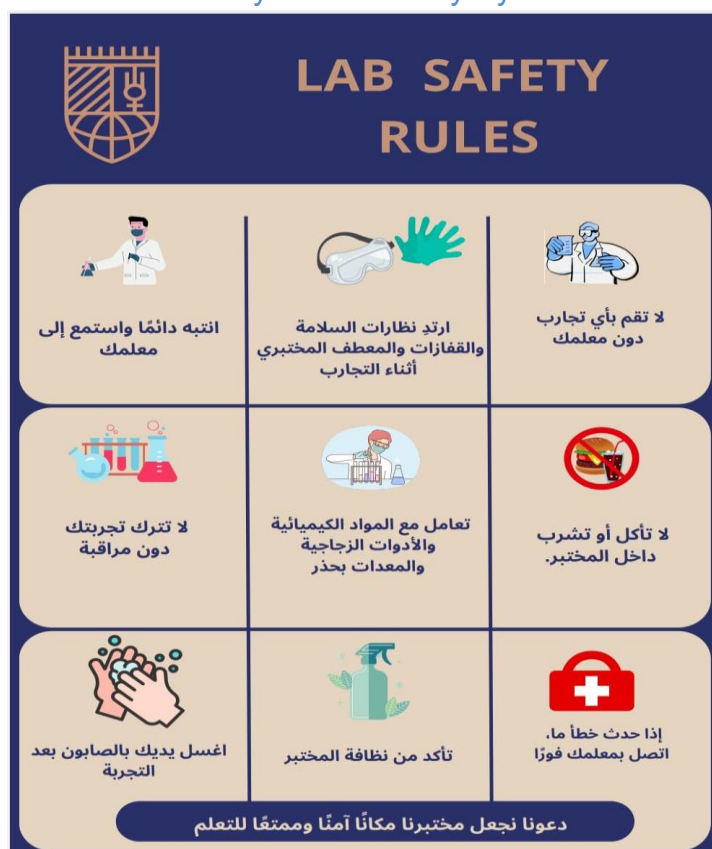 LAB SAFETY
RULES
لا تقم بأي تجارب
دون معلمك
ارتدِ نظارات السلامة
والقفازات والمعطف المختبري
أثناء التجارب
انتبه دائمًا واستمع إلى
معلمك
لا تأكل أو تشرب
داخل المختبر.
تعامل مع المواد الكيميائية
والأدوات الزجاجية
والمعدات بحذر
لا تترك تجربتك
دون مراقبة
إذا حدث خطأ ما،
اتصل بمعلمك فورًا
تأكد من نظافة المختبر
اغسل يديك بالصابون بعد
التجربة
دعونا نجعل مختبرنا مكانًا آمنًا وممتعًا للتعلم